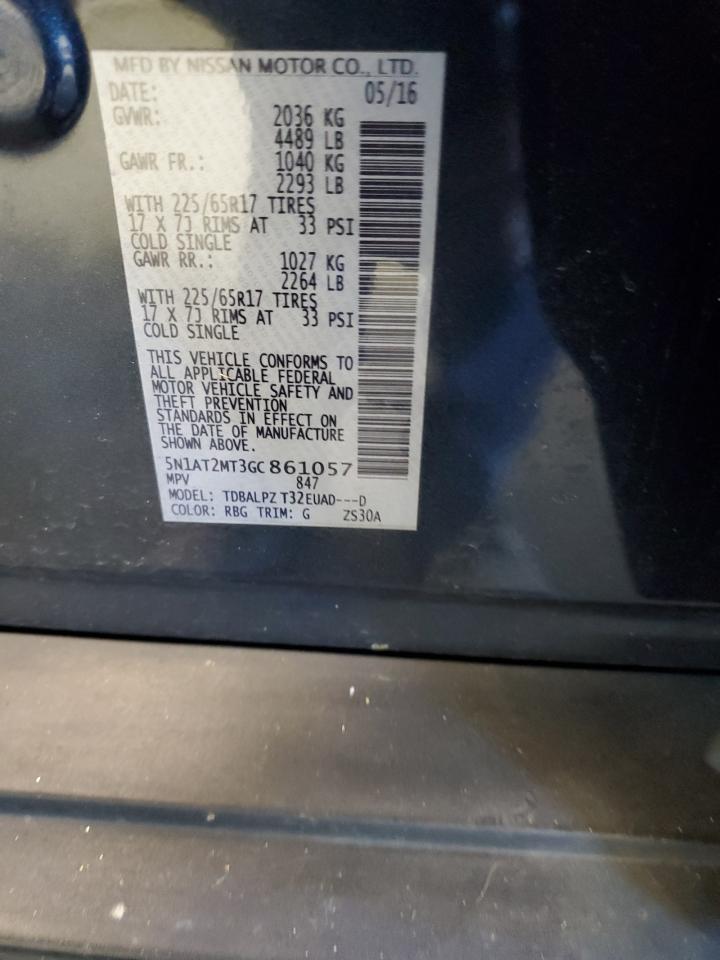 MFD BY NISSAN MOTOR CO., LTD.
DATE: 05/16
GVWR: 2036 KG
4489 LB
GAWR FR.: 1040 KG
2293 LB
WITH 225/65R17 TIRES
17 X 7J RIMS AT 33 PSI
COLD SINGLE
GAWR RR.: 1027 KG
2264 LB
WITH 225/65R17 TIRES
17 X 7J RIMS AT 33 PSI
COLD SINGLE
THIS VEHICLE CONFORMS TO
ALL APPLICABLE FEDERAL
MOTOR VEHICLE SAFETY AND
THEFT PREVENTION
STANDARDS IN EFFECT ON
THE DATE OF MANUFACTURE
SHOWN ABOVE.
5N1AT2MT3GC861057
MPV 847
MODEL: TDBALPZ T32EUAD---D
COLOR: RBG TRIM: G ZS30A